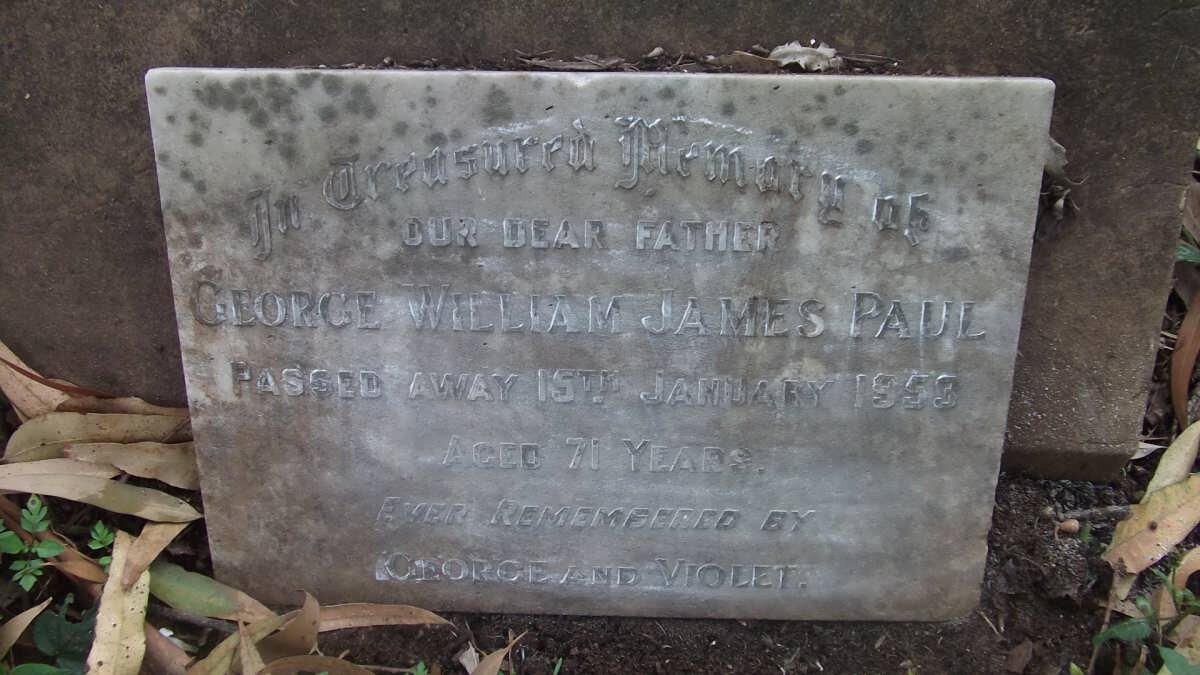 In Treasured Memory of
OUR DEAR FATHER
GEORGE WILLIAM JAMES PAUL
PASSED AWAY 15TH JANUARY 1953
AGED 71 YEARS.
EVER REMEMBERED BY
GEORGE AND VIOLET.